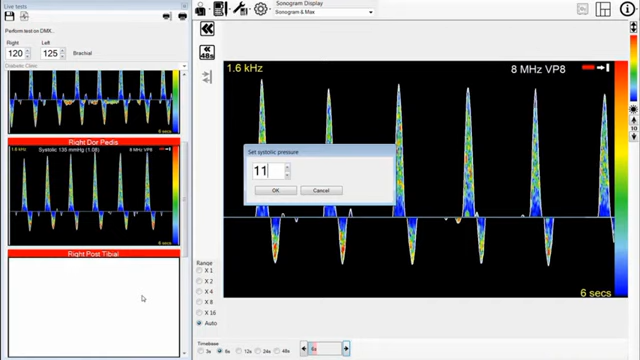 Live tests
Perform test on DMX...
Right Left
120 125 Brachial
Diabetic Clinic
6 secs
Right Dor Pedis
1.6 kHz Systolic 135 mmHg (1.08) 8 MHz VP8
6 secs
Right Post Tibial
Sonogram Display
Sonogram & Max
48s
1.6 kHz
8 MHz VP8
Set systolic pressure
11
OK Cancel
6 secs
10
Range
X 1
X 2
X 4
X 8
X 16
Auto
Timebase
3s 6s 12s 24s 48s
6s